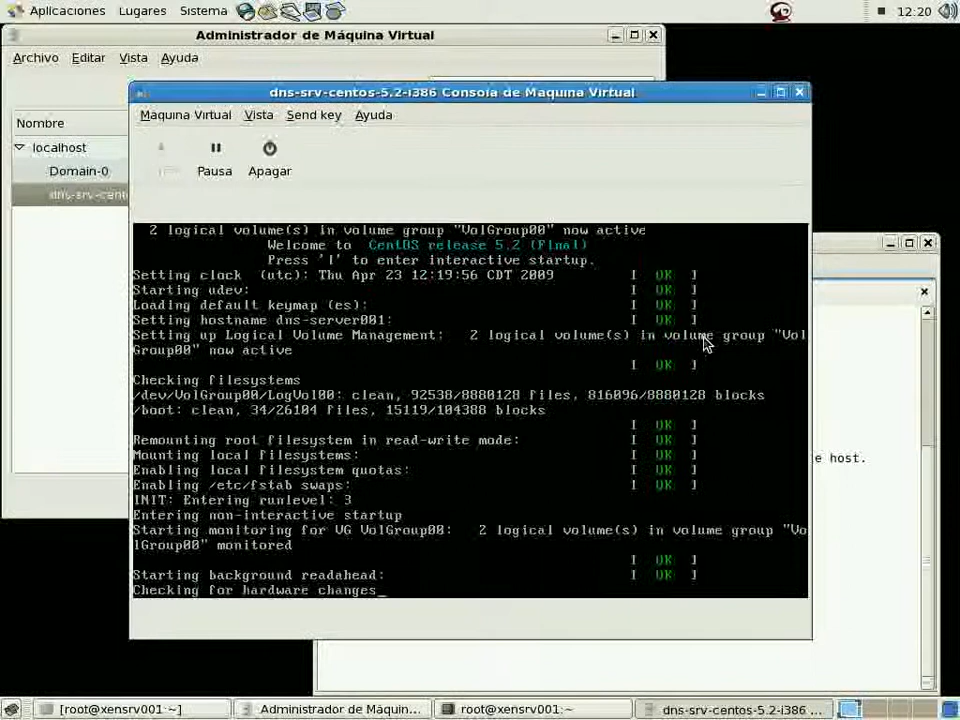 Aplicaciones Lugares Sistema 12:20
Administrador de Máquina Virtual
Archivo Editar Vista Ayuda
dns-srv-centos-5.2-i386 Consola de Maquina Virtual
Maquina Virtual Vista Send key Ayuda
Nombre
localhost
Domain-0
dns-srv-cento
Pausa Apagar
2 logical volume(s) in volume group "VolGroup00" now active
Welcome to CentOS release 5.2 (Final)
Press 'I' to enter interactive startup.
Setting clock (utc): Thu Apr 23 12:19:56 CDT 2009 [ OK ]
Starting udev: [ OK ]
Loading default keymap (es): [ OK ]
Setting hostname dns-server001: [ OK ]
Setting up Logical Volume Management: 2 logical volume(s) in volume group "Vol
Group00" now active
[ OK ]
Checking filesystems
/dev/VolGroup00/LogVol00: clean, 92538/8880128 files, 816096/8880128 blocks
/boot: clean, 34/26104 files, 15119/104388 blocks
[ OK ]
Remounting root filesystem in read-write mode: [ OK ]
Mounting local filesystems: [ OK ]
Enabling local filesystem quotas: [ OK ]
Enabling /etc/fstab swaps: [ OK ]
INIT: Entering runlevel: 3
Entering non-interactive startup
Starting monitoring for VG VolGroup00: 2 logical volume(s) in volume group "Vo
lGroup00" monitored
[ OK ]
Starting background readahead: [ OK ]
Checking for hardware changes_
e host.
[root@xensrv001:~] Administrador de Máquin... root@xensrv001:~ dns-srv-centos-5.2-i386 ...